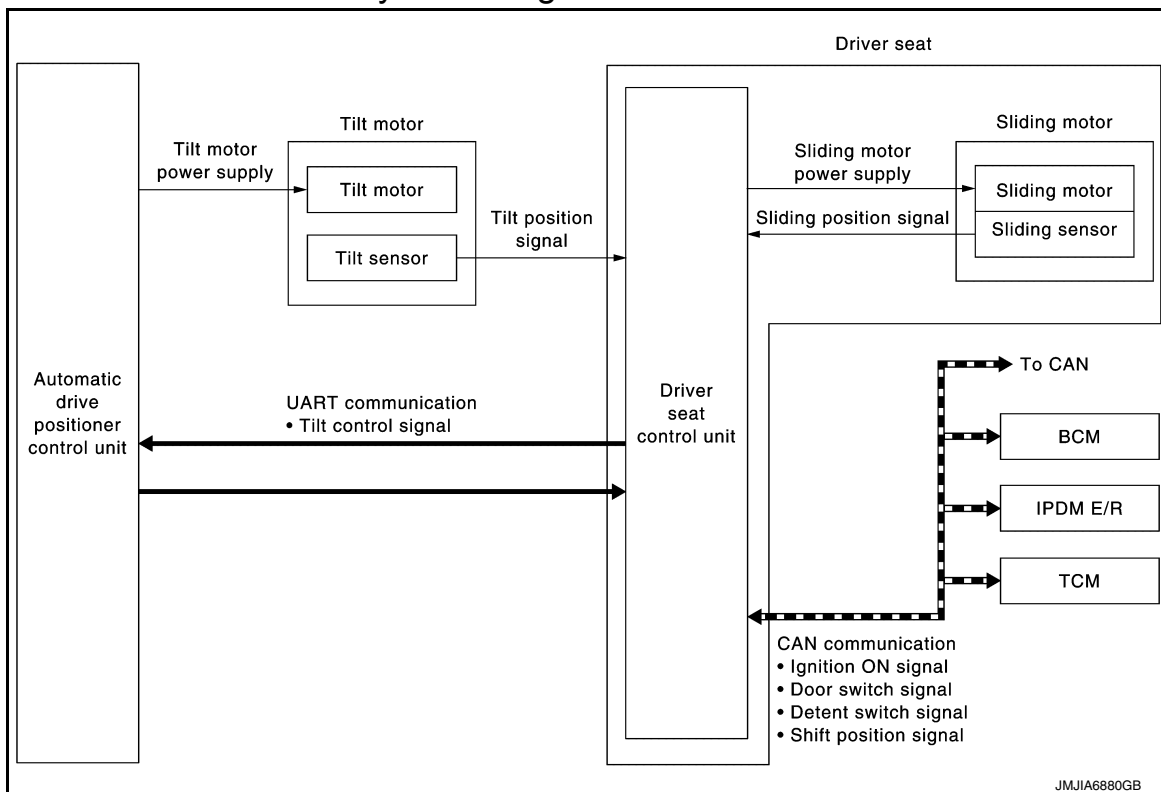 Driver seat
Tilt motor
Sliding motor
Tilt motor
power supply
Sliding motor
power supply
Tilt motor
Sliding motor
Tilt position
signal
Sliding position signal
Sliding sensor
Tilt sensor
To CAN
Automatic
drive
positioner
control unit
UART communication
• Tilt control signal
Driver
seat
control unit
BCM
IPDM E/R
TCM
CAN communication
• Ignition ON signal
• Door switch signal
• Detent switch signal
• Shift position signal
JMJIA6880GB